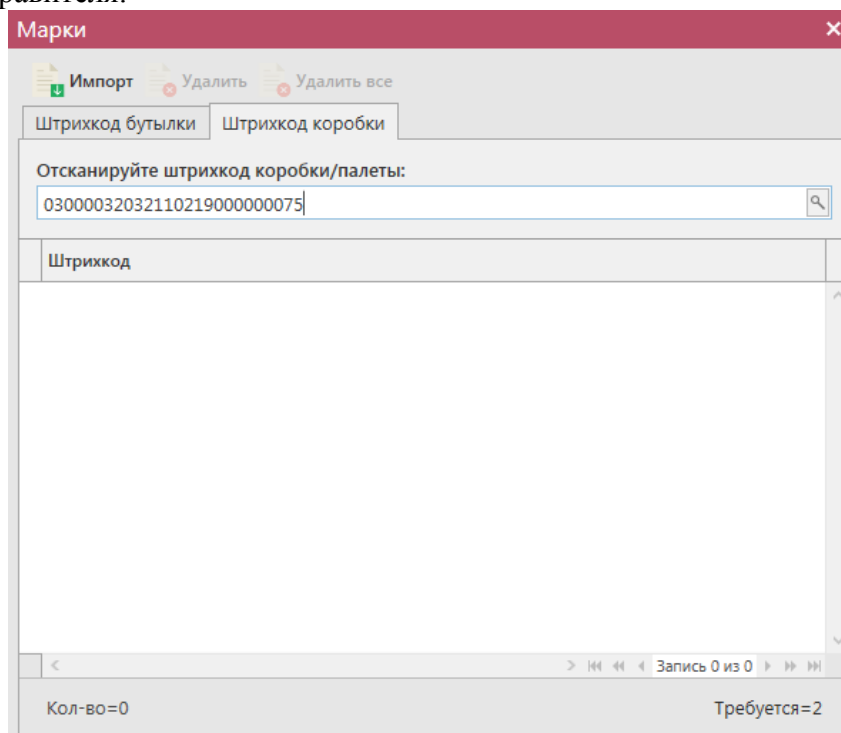 Марки
Импорт Удалить Удалить все
Штрихкод бутылки Штрихкод коробки
Отсканируйте штрихкод коробки/палеты:
03000032032110219000000075
Штрихкод
Запись 0 из 0
Кол-во=0 Требуется=2